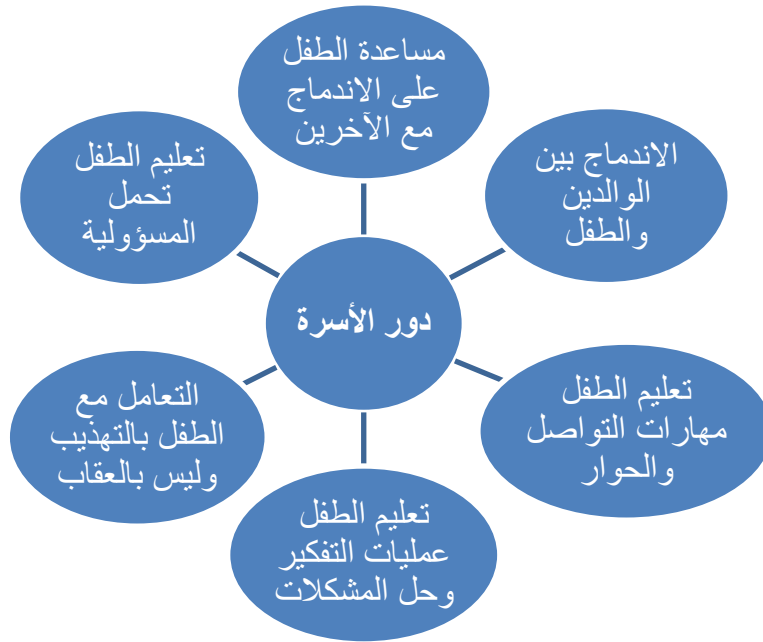 مساعدة الطفل
على الاندماج
مع الآخرين
الاندماج بين
الوالدين
والطفل
تعليم الطفل
مهارات التواصل
والحوار
تعليم الطفل
عمليات التفكير
وحل المشكلات
التعامل مع
الطفل بالتهذيب
وليس بالعقاب
تعليم الطفل
تحمل
المسؤولية
دور الأسرة